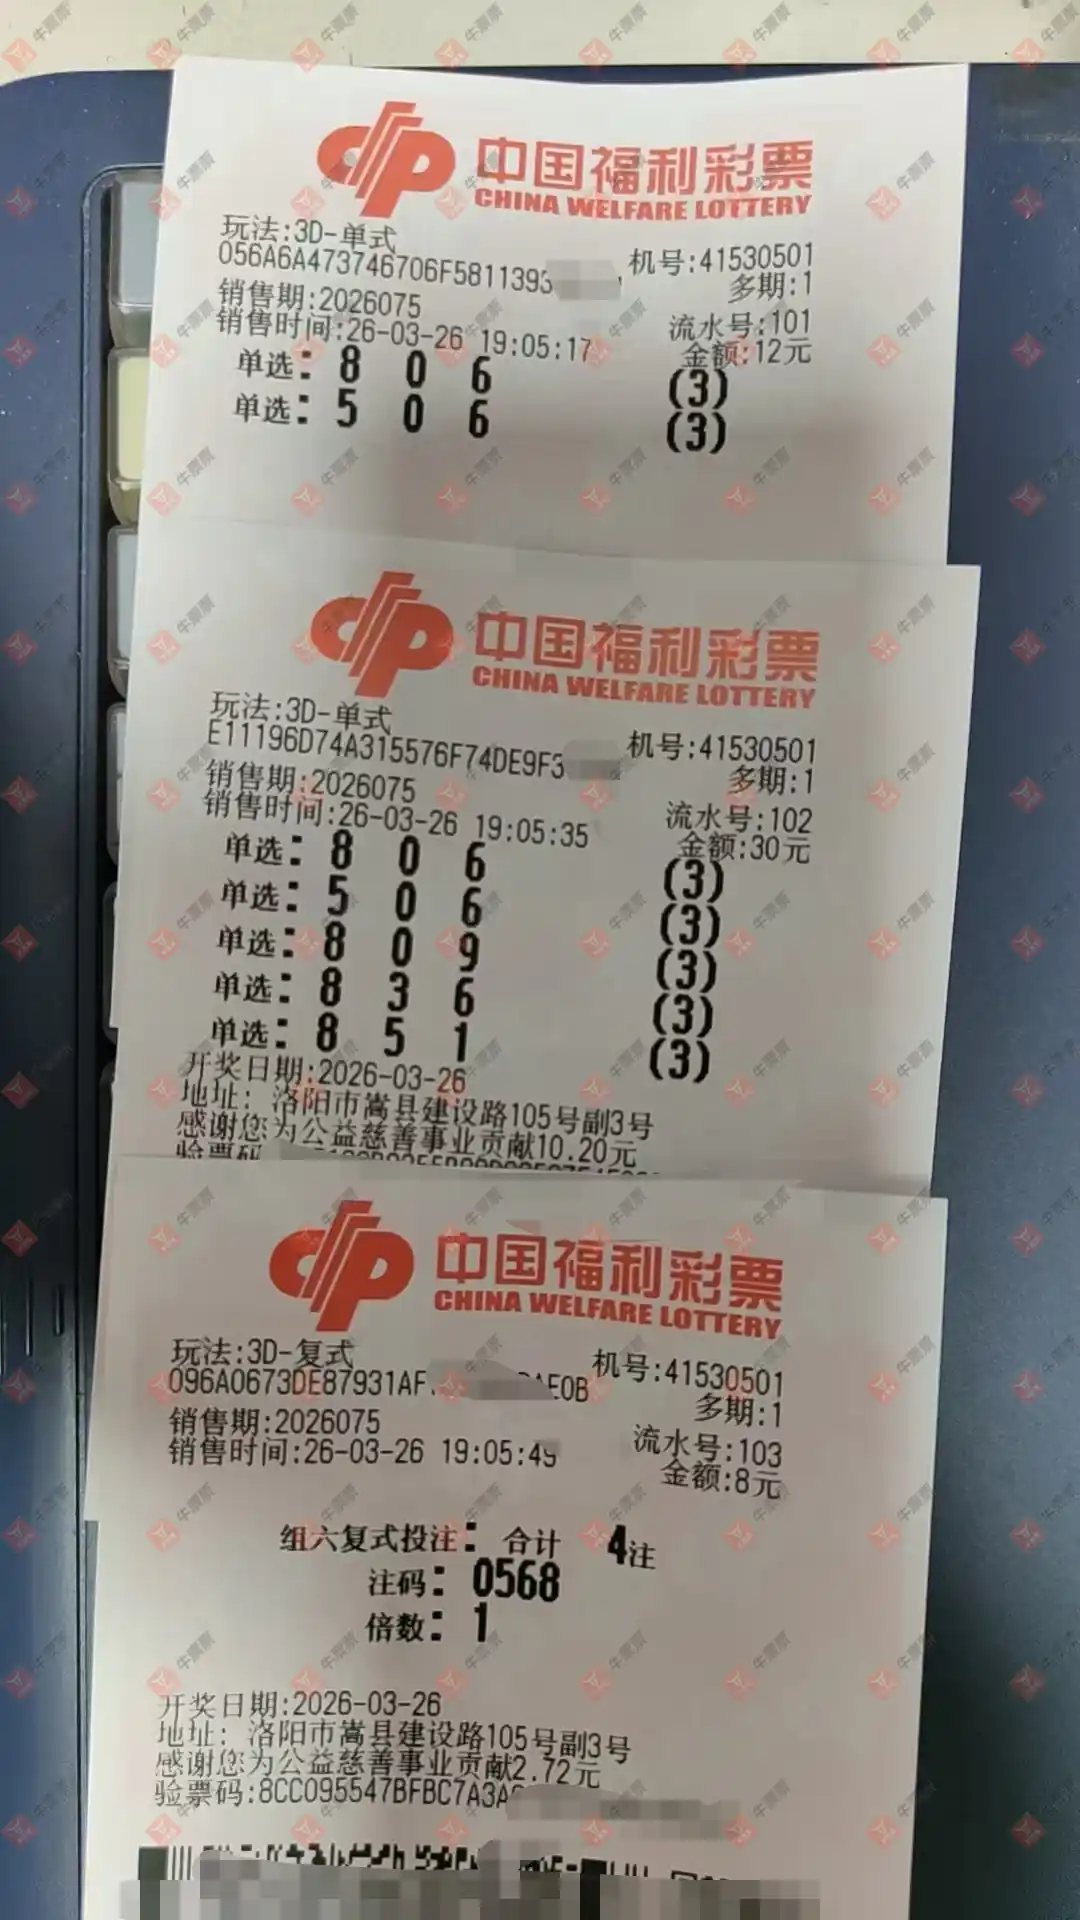 中国福利彩票
CHINA WELFARE LOTTERY
玩法:3D-单式
056A6A473746706F5811393 机号:41530501
销售期:2026075 多期:1
销售时间:26-03-26 19:05:17 流水号:101
金额:12元
单选: 8 0 6 (3)
单选: 5 0 6 (3)
中国福利彩票
CHINA WELFARE LOTTERY
玩法:3D-单式
E11196D74A315576F74DE9F3 机号:41530501
销售期:2026075 多期:1
销售时间:26-03-26 19:05:35 流水号:102
金额:30元
单选: 8 0 6 (3)
单选: 5 0 6 (3)
单选: 8 0 9 (3)
单选: 8 3 6 (3)
单选: 8 5 1 (3)
开奖日期:2026-03-26
地址: 洛阳市嵩县建设路105号副3号
感谢您为公益慈善事业贡献10.20元
验票码
中国福利彩票
CHINA WELFARE LOTTERY
玩法:3D-复式
096A0673DE87931AF AE0B 机号:41530501
销售期:2026075 多期:1
销售时间:26-03-26 19:05:49 流水号:103
金额:8元
组六复式投注: 合计 4注
注码: 0568
倍数: 1
开奖日期:2026-03-26
地址: 洛阳市嵩县建设路105号副3号
感谢您为公益慈善事业贡献2.72元
验票码:8CC095547BFBC7A3A
牛票票